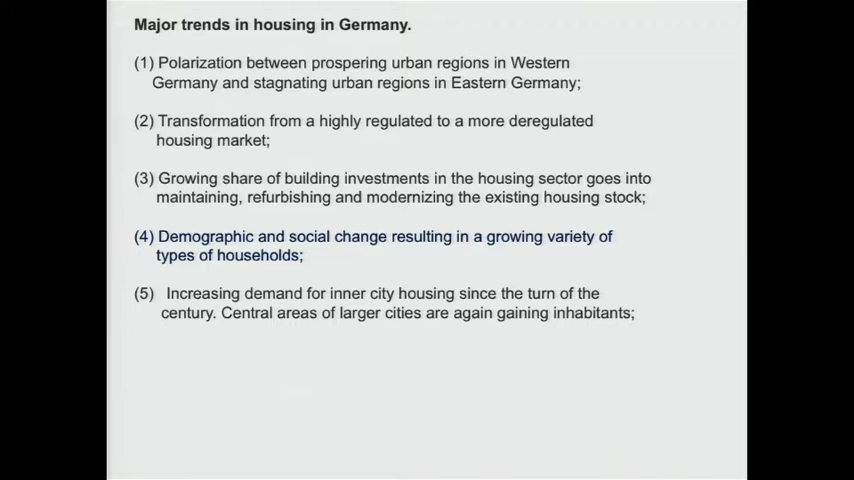 Major trends in housing in Germany.
(1) Polarization between prospering urban regions in Western
Germany and stagnating urban regions in Eastern Germany;
(2) Transformation from a highly regulated to a more deregulated
housing market;
(3) Growing share of building investments in the housing sector goes into
maintaining, refurbishing and modernizing the existing housing stock;
(4) Demographic and social change resulting in a growing variety of
types of households;
(5) Increasing demand for inner city housing since the turn of the
century. Central areas of larger cities are again gaining inhabitants;